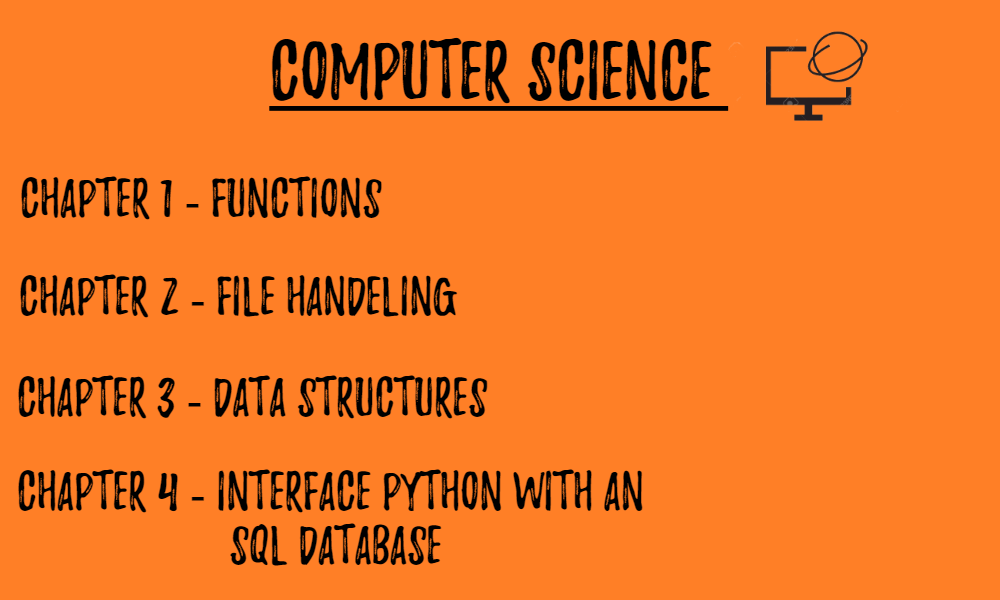 COMPUTER SCIENCE
CHAPTER 1 - FUNCTIONS
CHAPTER 2 - FILE HANDELING
CHAPTER 3 - DATA STRUCTURES
CHAPTER 4 - INTERFACE PYTHON WITH AN
SQL DATABASE